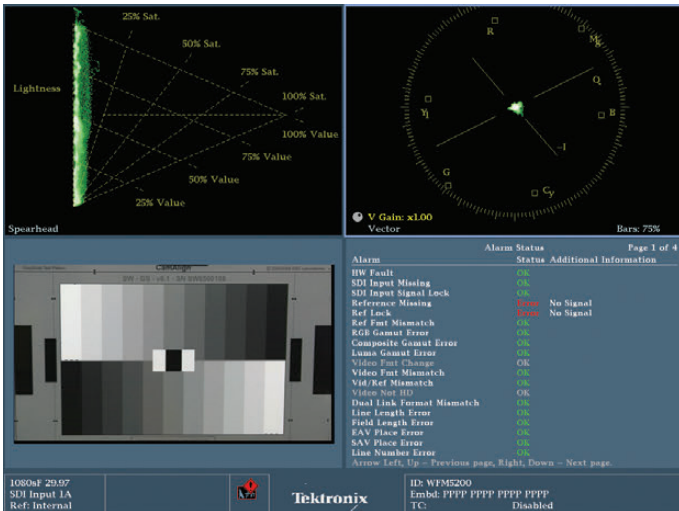 25% Sat.
50% Sat.
75% Sat.
Lightness
100% Sat.
100% Value
75% Value
50% Value
25% Value
Spearhead
R
Mg
Q
Yl
B
-I
G
Cy
V Gain: x1.00
Vector
Bars: 75%
CamAlign
Alarm Status
Page 1 of 4
Alarm Status Additional Information
HW Fault OK
SDI Input Missing OK
SDI Input Signal Lock OK
Reference Missing Error No Signal
Ref Lock Error No Signal
Ref Fmt Mismatch OK
RGB Gamut Error OK
Composite Gamut Error OK
Luma Gamut Error OK
Video Fmt Change OK
Video Fmt Mismatch OK
Vid/Ref Mismatch OK
Video Not HD OK
Dual Link Format Mismatch OK
Line Length Error OK
Field Length Error OK
EAV Place Error OK
SAV Place Error OK
Line Number Error OK
Arrow Left, Up - Previous page, Right, Down - Next page.
1080sF 29.97
SDI Input 1A
Ref: Internal
Tektronix
ID: WFM5200
Embd: PPPP PPPP PPPP PPPP
TC: Disabled